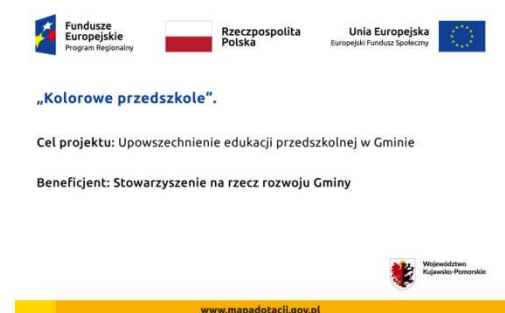 Fundusze
Europejskie
Program Regionalny
Rzeczpospolita
Polska
Unia Europejska
Europejski Fundusz Społeczny
„Kolorowe przedszkole”.
Cel projektu: Upowszechnienie edukacji przedszkolnej w Gminie
Beneficjent: Stowarzyszenie na rzecz rozwoju Gminy
Województwo
Kujawsko-Pomorskie
www.mapadotacji.gov.pl